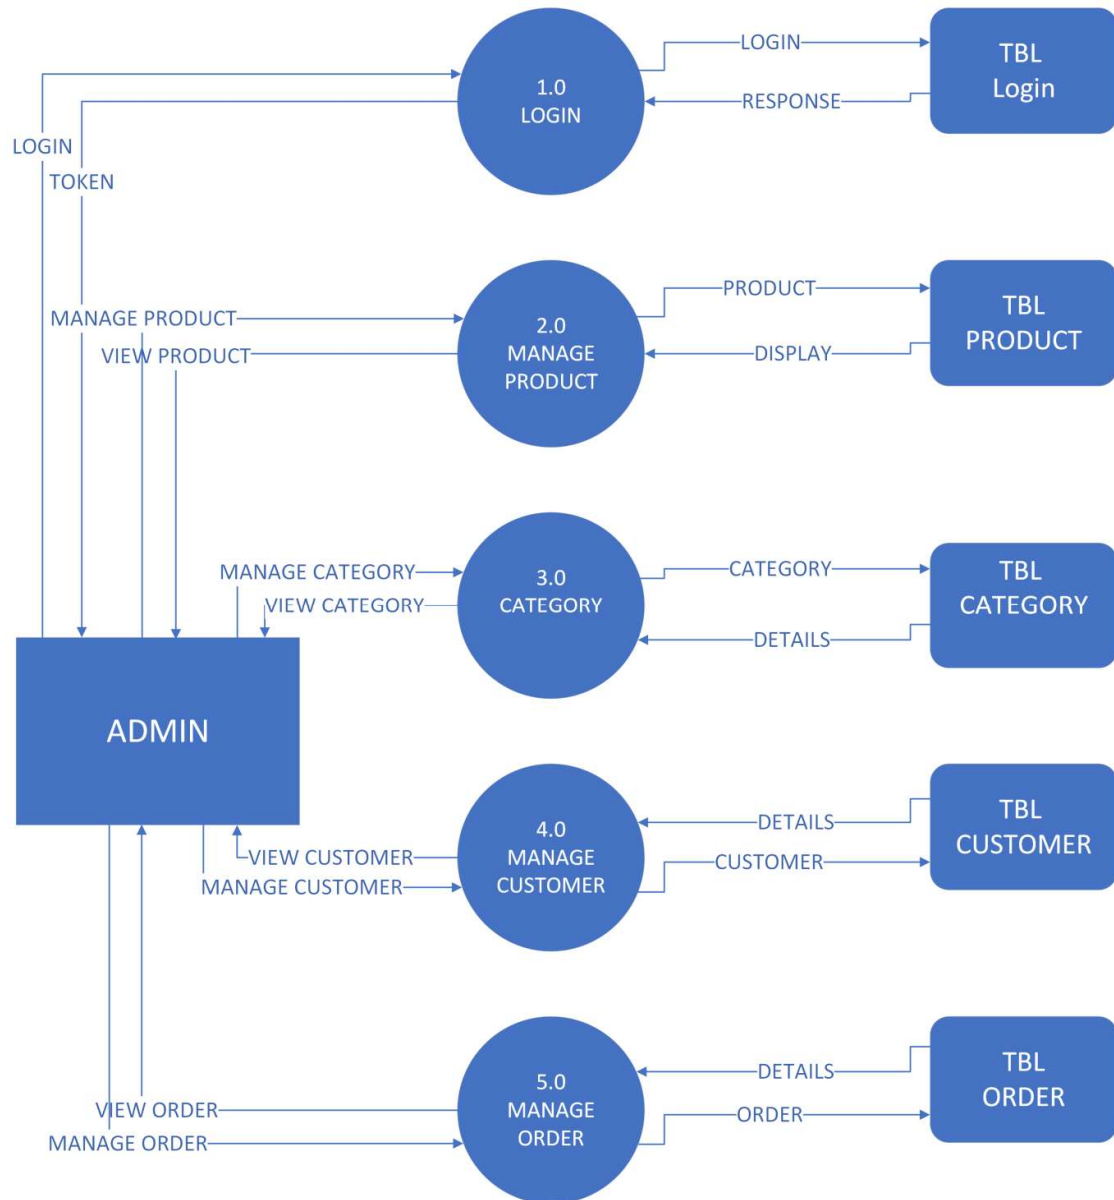 LOGIN
TBL
Login
1.0
LOGIN
RESPONSE
LOGIN
TOKEN
PRODUCT
TBL
PRODUCT
MANAGE PRODUCT
2.0
MANAGE
PRODUCT
VIEW PRODUCT
DISPLAY
MANAGE CATEGORY
3.0
CATEGORY
CATEGORY
TBL
CATEGORY
VIEW CATEGORY
DETAILS
ADMIN
DETAILS
TBL
CUSTOMER
4.0
MANAGE
CUSTOMER
VIEW CUSTOMER
CUSTOMER
MANAGE CUSTOMER
DETAILS
TBL
ORDER
5.0
MANAGE
ORDER
VIEW ORDER
ORDER
MANAGE ORDER